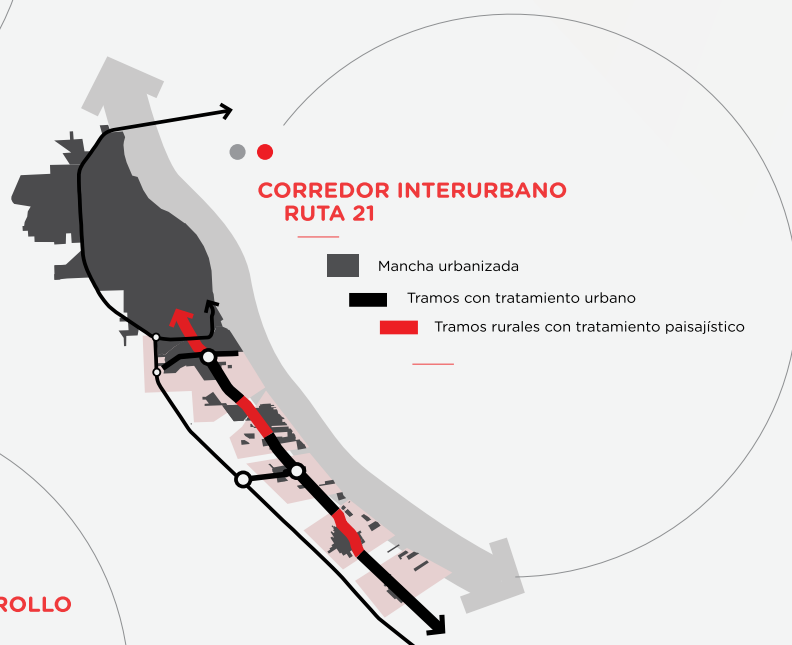 CORREDOR INTERURBANO
RUTA 21
Mancha urbanizada
Tramos con tratamiento urbano
Tramos rurales con tratamiento paisajístico
ROLLO